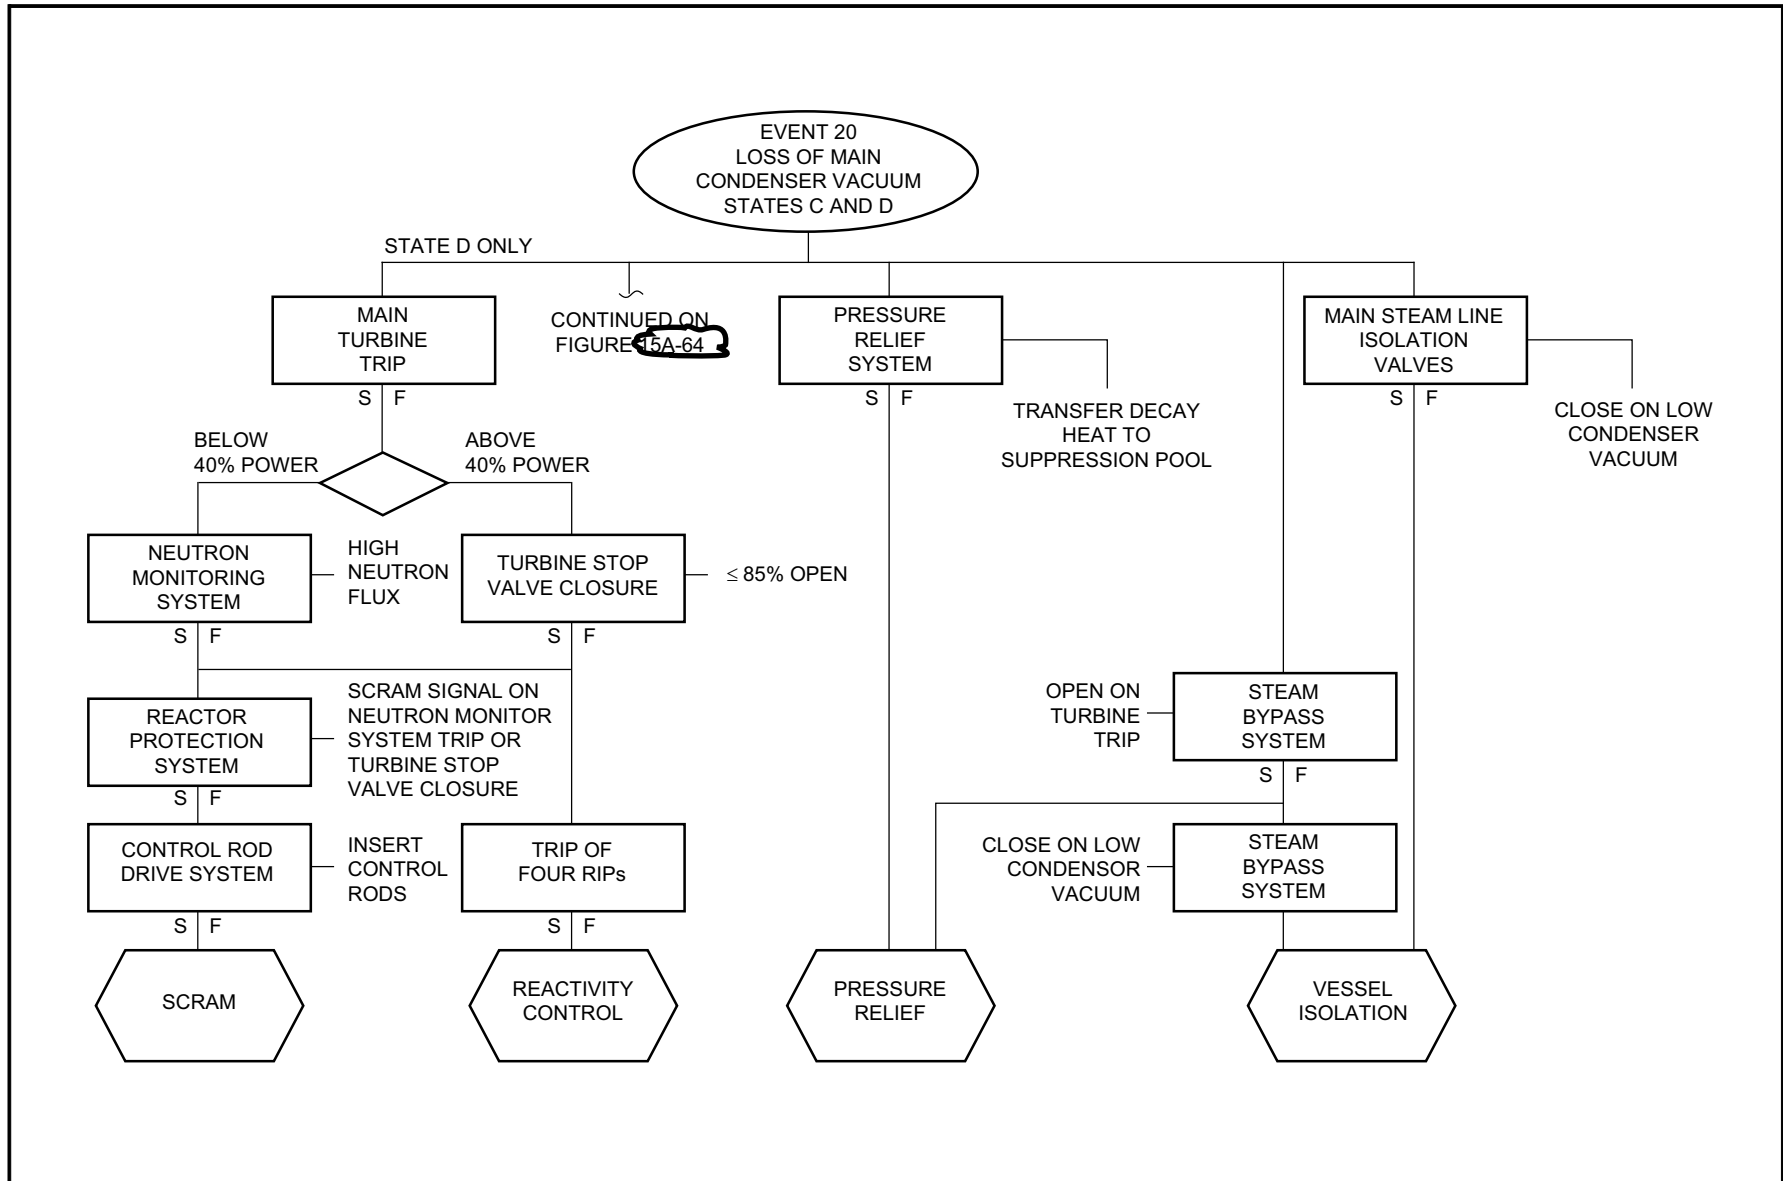 EVENT 20
LOSS OF MAIN
CONDENSER VACUUM
STATES C AND D
STATE D ONLY
MAIN
TURBINE
TRIP
S F
CONTINUED ON
FIGURE 15A-64
PRESSURE
RELIEF
SYSTEM
S F
TRANSFER DECAY
HEAT TO
SUPPRESSION POOL
MAIN STEAM LINE
ISOLATION
VALVES
S F
CLOSE ON LOW
CONDENSER
VACUUM
BELOW
40% POWER
ABOVE
40% POWER
NEUTRON
MONITORING
SYSTEM
S F
HIGH
NEUTRON
FLUX
TURBINE STOP
VALVE CLOSURE
S F
≤ 85% OPEN
REACTOR
PROTECTION
SYSTEM
S F
SCRAM SIGNAL ON
NEUTRON MONITOR
SYSTEM TRIP OR
TURBINE STOP
VALVE CLOSURE
OPEN ON
TURBINE
TRIP
STEAM
BYPASS
SYSTEM
S F
CONTROL ROD
DRIVE SYSTEM
S F
INSERT
CONTROL
RODS
TRIP OF
FOUR RIPs
S F
CLOSE ON LOW
CONDENSOR
VACUUM
STEAM
BYPASS
SYSTEM
SCRAM
REACTIVITY
CONTROL
PRESSURE
RELIEF
VESSEL
ISOLATION